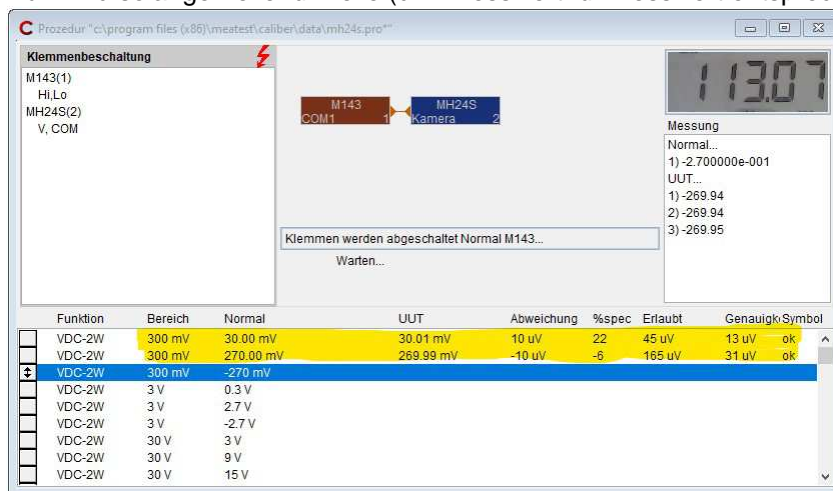 Prozedur "c:\program files (x86)\meatest\caliber\data\mh24s.pro*"
Klemmenbeschaltung
M143(1)
Hi,Lo
MH24S(2)
V, COM
M143
COM1 1
MH24S
Kamera 2
Klemmen werden abgeschaltet Normal M143...
Warten...
113.07
Messung
Normal...
1) -2.700000e-001
UUT...
1) -269.94
2) -269.94
3) -269.95
Funktion Bereich Normal UUT Abweichung %spec Erlaubt Genauigk Symbol
VDC-2W 300 mV 30.00 mV 30.01 mV 10 uV 22 45 uV 13 uV ok
VDC-2W 300 mV 270.00 mV 269.99 mV -10 uV -6 165 uV 31 uV ok
VDC-2W 300 mV -270 mV
VDC-2W 3 V 0.3 V
VDC-2W 3 V 2.7 V
VDC-2W 3 V -2.7 V
VDC-2W 30 V 3 V
VDC-2W 30 V 9 V
VDC-2W 30 V 15 V